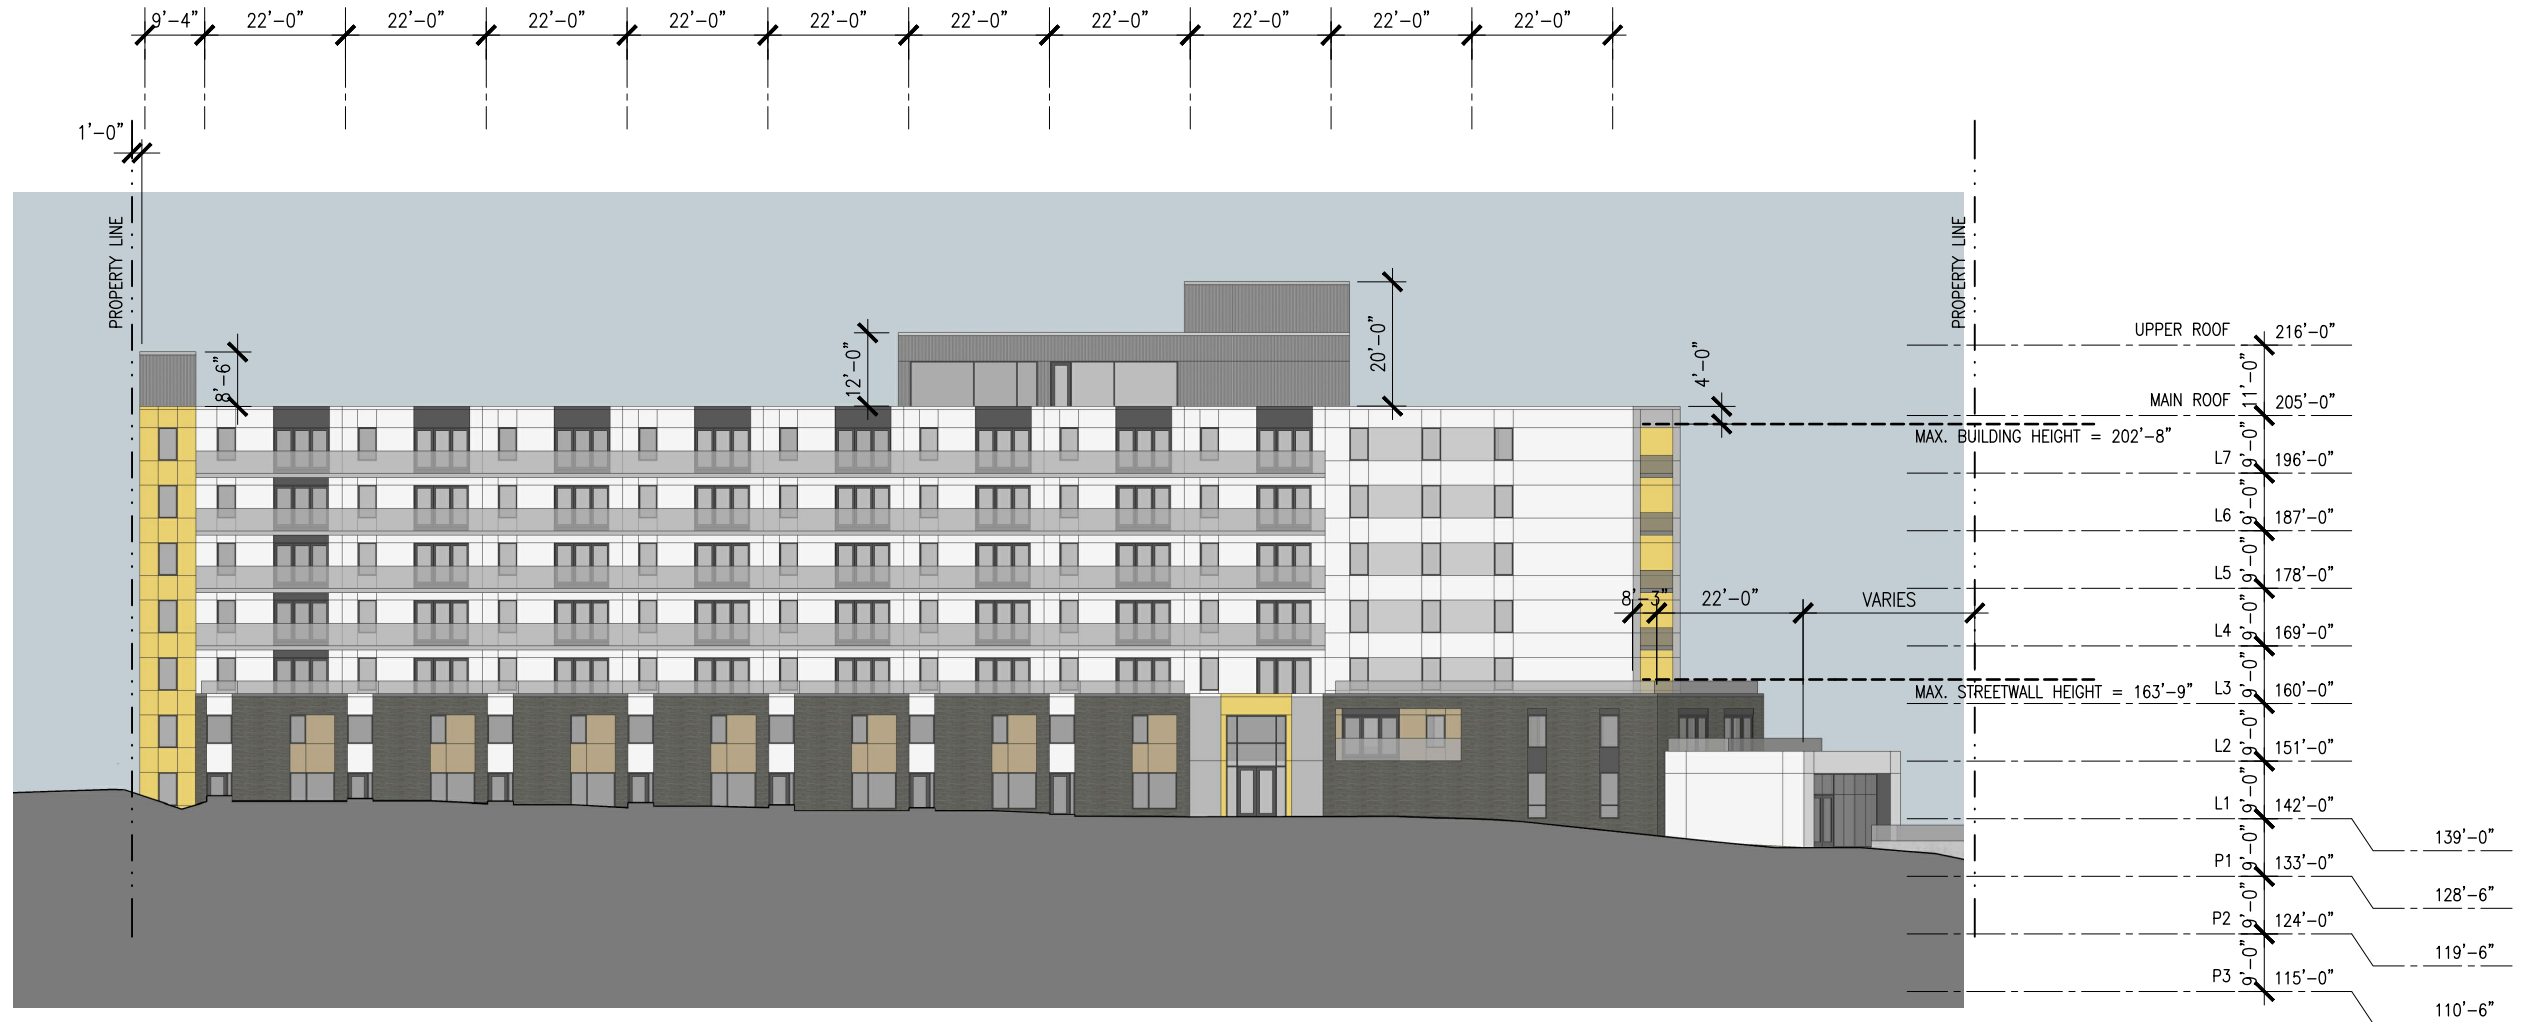 9'-4" 22'-0" 22'-0" 22'-0" 22'-0" 22'-0" 22'-0" 22'-0" 22'-0" 22'-0" 22'-0"
1'-0"
PROPERTY LINE
PROPERTY LINE
8'-6"
12'-0"
20'-0"
4'-0"
UPPER ROOF 216'-0"
11'-0"
MAIN ROOF 205'-0"
MAX. BUILDING HEIGHT = 202'-8"
9'-0"
L7 196'-0"
9'-0"
L6 187'-0"
9'-0"
L5 178'-0"
8'-3" 22'-0" VARIES
9'-0"
L4 169'-0"
9'-0"
MAX. STREETWALL HEIGHT = 163'-9"
L3 160'-0"
9'-0"
L2 151'-0"
9'-0"
L1 142'-0"
139'-0"
9'-0"
P1 133'-0"
128'-6"
9'-0"
P2 124'-0"
119'-6"
9'-0"
P3 115'-0"
110'-6"